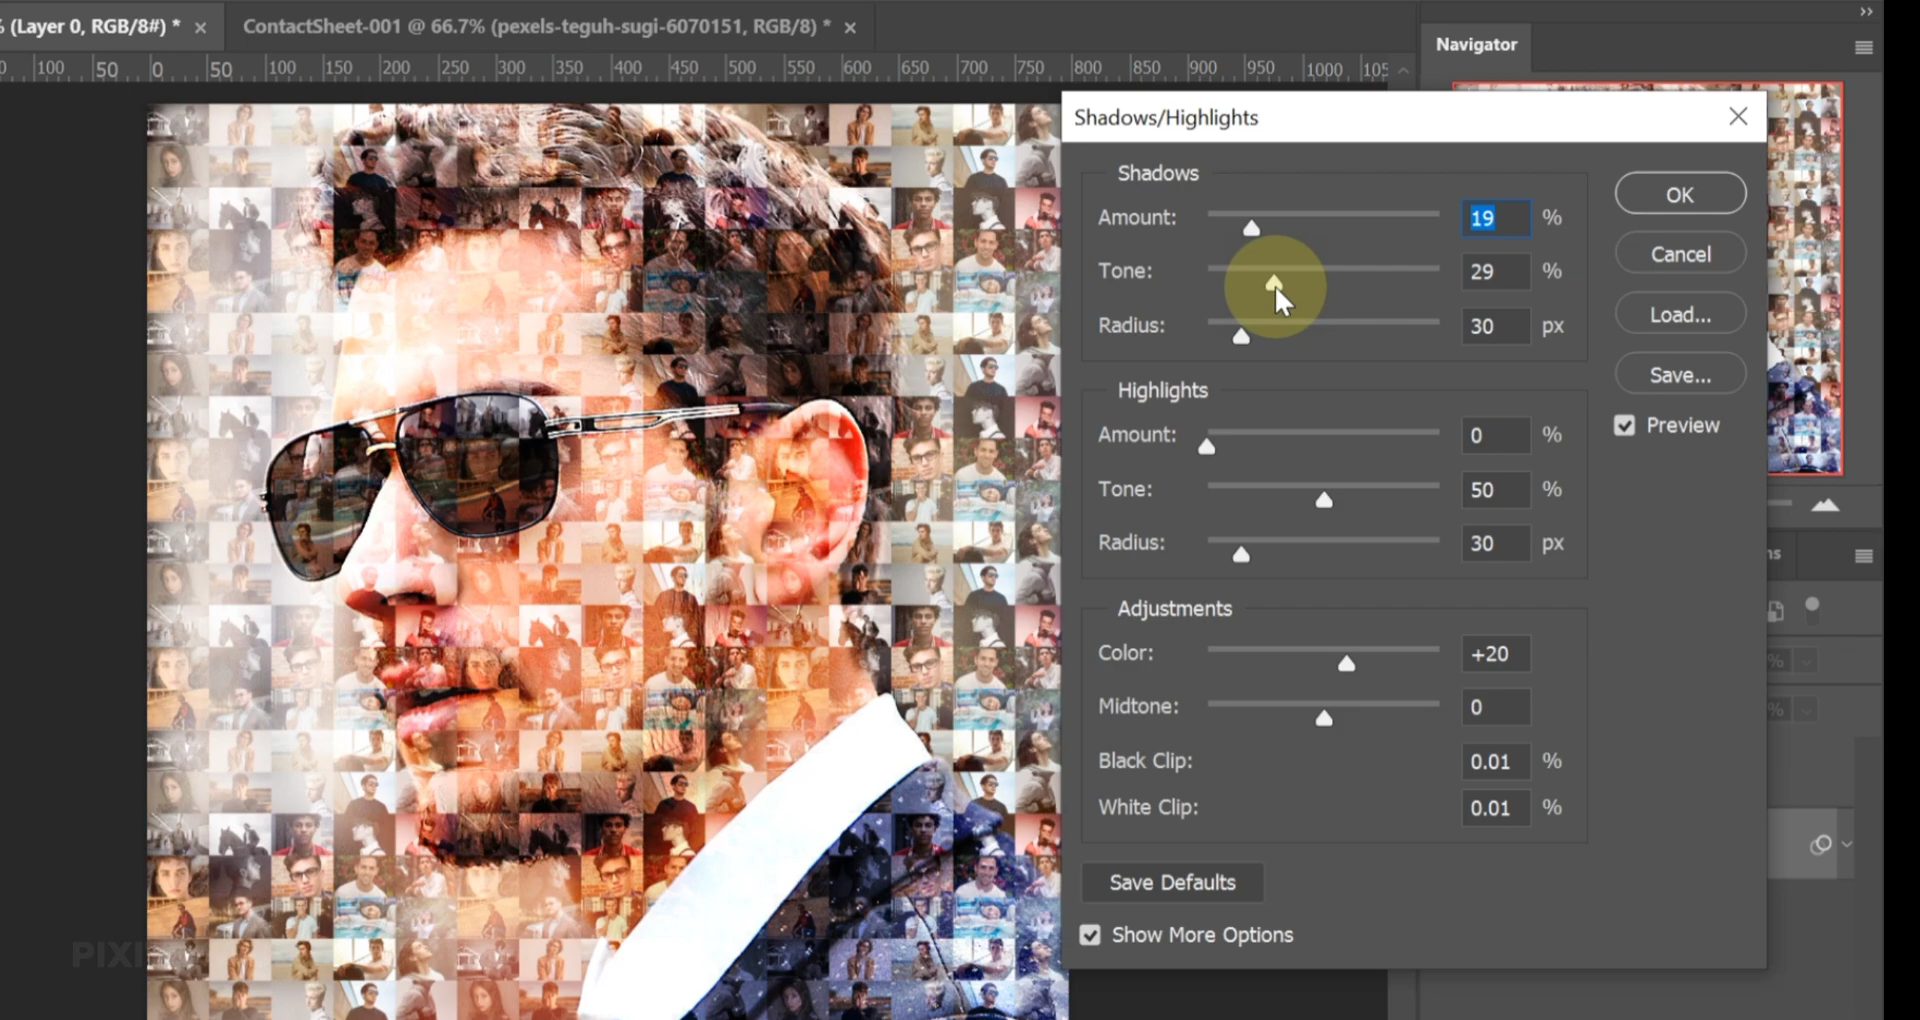 % (Layer 0, RGB/8#) * ×
ContactSheet-001 @ 66.7% (pexels-teguh-sugi-6070151, RGB/8) * ×
100 50 0 50 100 150 200 250 300 350 400 450 500 550 600 650 700 750 800 850 900 950 1000 105
Navigator
Shadows/Highlights
Shadows
Amount: 19 %
Tone: 29 %
Radius: 30 px
Highlights
Amount: 0 %
Tone: 50 %
Radius: 30 px
Adjustments
Color: +20
Midtone: 0
Black Clip: 0.01 %
White Clip: 0.01 %
Save Defaults
Show More Options
OK
Cancel
Load...
Save...
Preview
ns
%
%
PIXI